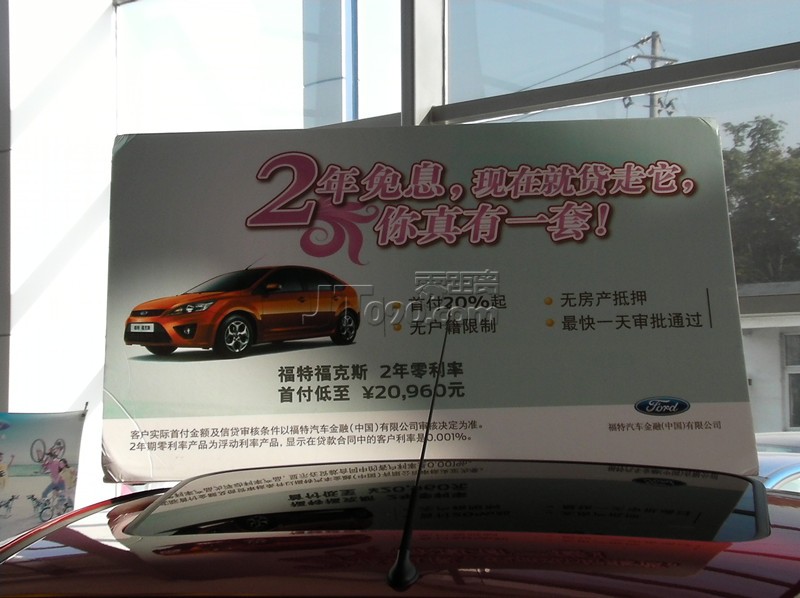 2年免息,现在就贷走它,
你真有一套!
首付20%起
无房产抵押
无户籍限制
最快一天审批通过
福特福克斯 2年零利率
首付低至 ¥20,960元
Ford
福特汽车金融(中国)有限公司
客户实际首付金额及信贷审核条件以福特汽车金融(中国)有限公司审核决定为准。
2年期零利率产品为浮动利率产品,显示在贷款合同中的客户利率是0.001%。
零距离
JT090.com